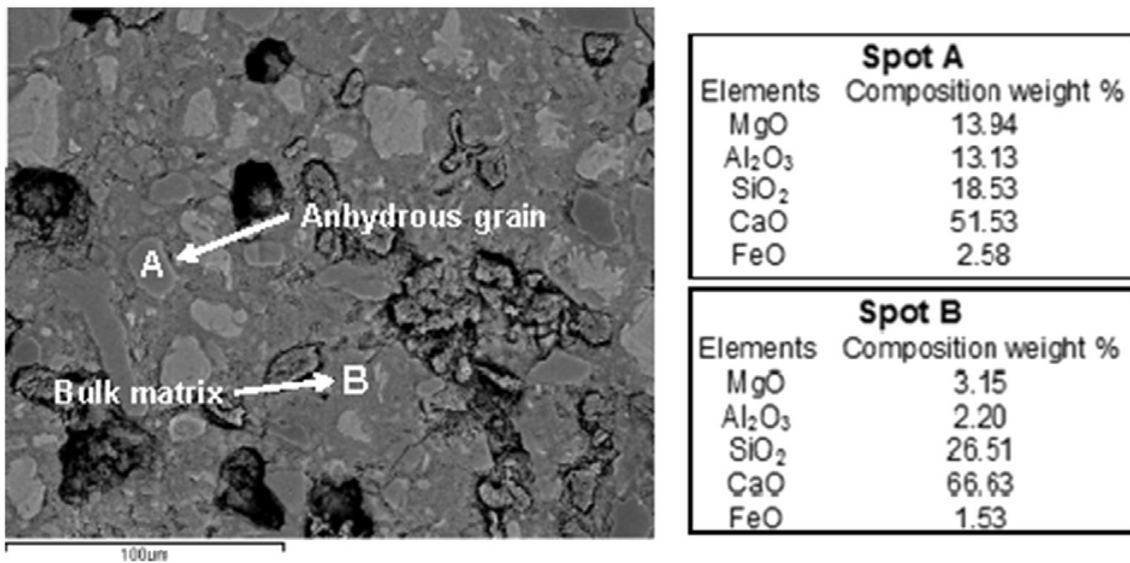 Anhydrous grain
A
Bulk matrix
B
100µm
Spot A
Elements Composition weight %
MgO 13.94
Al₂O₃ 13.13
SiO₂ 18.53
CaO 51.53
FeO 2.58
Spot B
Elements Composition weight %
MgO 3.15
Al₂O₃ 2.20
SiO₂ 26.51
CaO 66.63
FeO 1.53